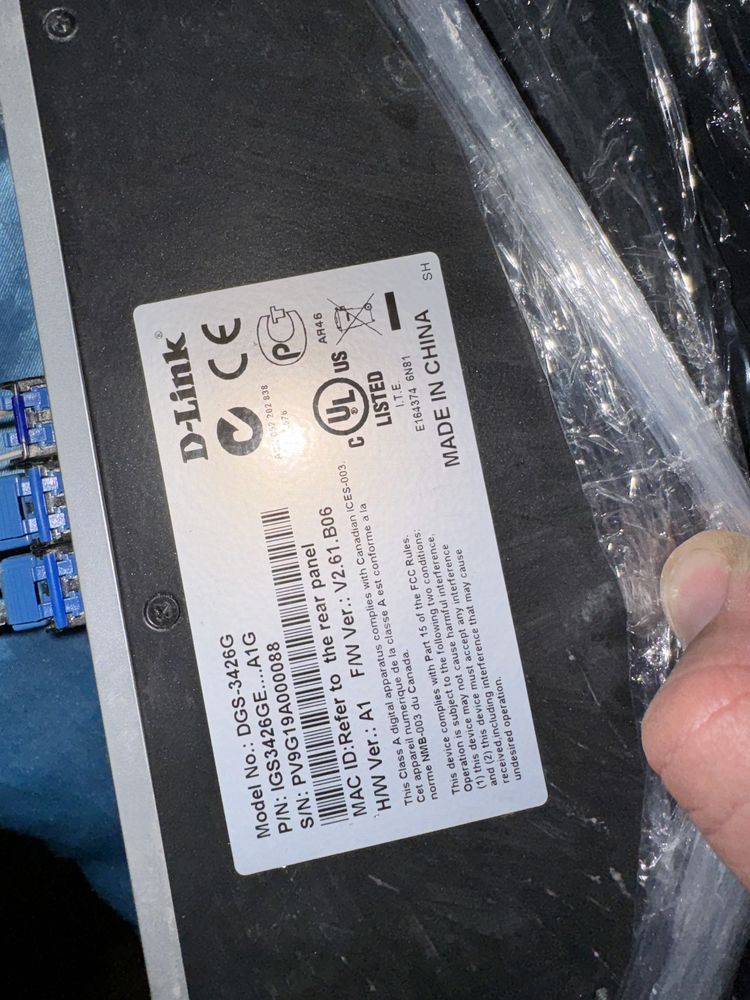 D-Link®
Model No.: DGS-3426G
P/N: IGS3426GE....A1G
S/N: PV9G19A000088
MAC ID:Refer to the rear panel
H/W Ver.: A1 F/W Ver.: V2.61.B06
This Class A digital apparatus complies with Canadian ICES-003.
Cet appareil numerique de la classe A est conforme a la
norme NMB-003 du Canada.
This device complies with Part 15 of the FCC Rules.
Operation is subject to the following two conditions:
(1) this device may not cause harmful interference
and (2) this device must accept any interference
received,including interference that may cause
undesired operation.
CE
052 202 838
PCT
AR46
C UL US
LISTED
I.T.E.
E164374 6N81
MADE IN CHINA
SH